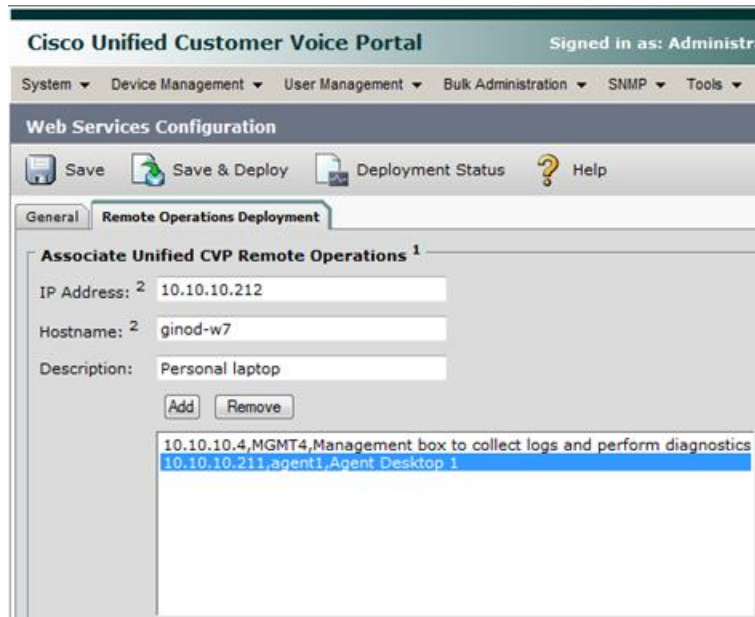 Cisco Unified Customer Voice Portal Signed in as: Administr
System Device Management User Management Bulk Administration SNMP Tools
Web Services Configuration
Save Save & Deploy Deployment Status Help
General Remote Operations Deployment
Associate Unified CVP Remote Operations 1
IP Address: 2 10.10.10.212
Hostname: 2 ginod-w7
Description: Personal laptop
Add Remove
10.10.10.4,MGMT4,Management box to collect logs and perform diagnostics
10.10.10.211,agent1,Agent Desktop 1